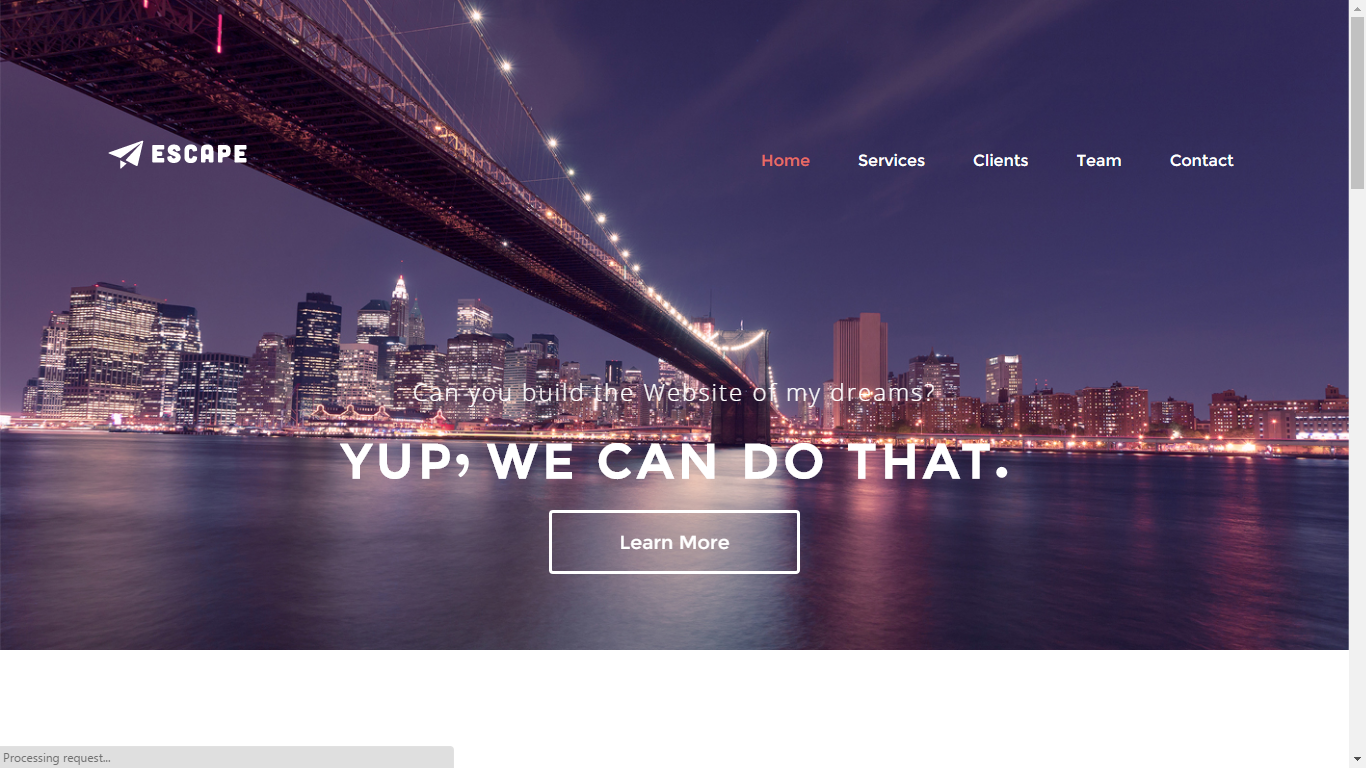 ESCAPE
Home Services Clients Team Contact
Can you build the Website of my dreams?
YUP, WE CAN DO THAT.
Learn More
Processing request...